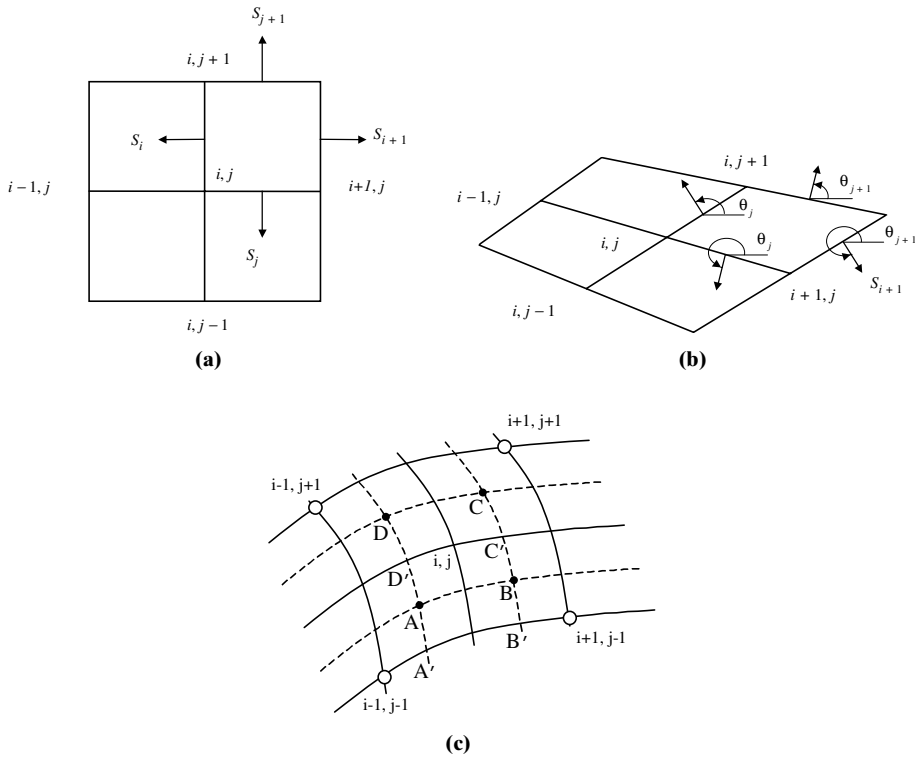 S_{j+1}
i, j + 1
S_i
S_{i+1}
i, j
i – 1, j
i+1, j
S_j
i, j – 1
(a)
i, j + 1
i – 1, j
θ_{j+1}
θ_j
i, j
θ_j
θ_{j+1}
S_{i+1}
i + 1, j
i, j – 1
(b)
i+1, j+1
i-1, j+1
C
D
C′
i, j
D′
B
A
B′
i+1, j-1
A′
i-1, j-1
(c)